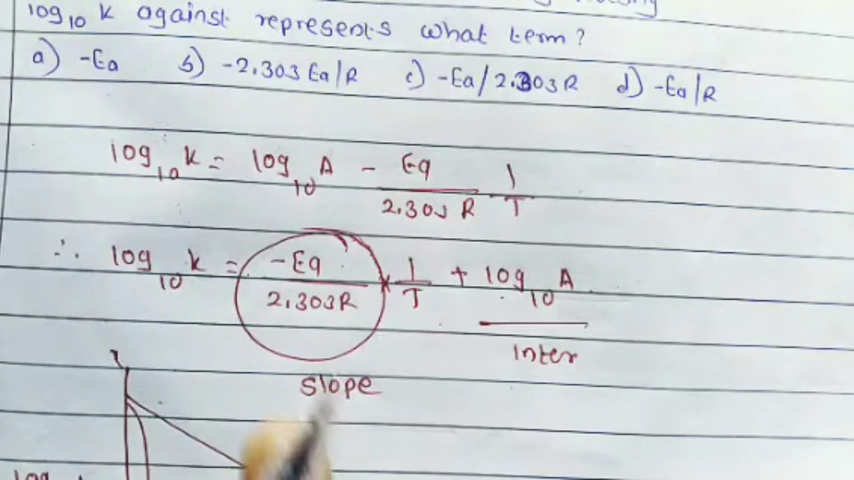 log10 K against represents what term?
a) -Ea b) -2.303 Ea/R c) -Ea/2.303R d) -Ea/R
log10 K = log10 A - Ea/2.303 R 1/T
∴ log10 K = -Ea/2.303R × 1/T + log10 A
Inter
slope